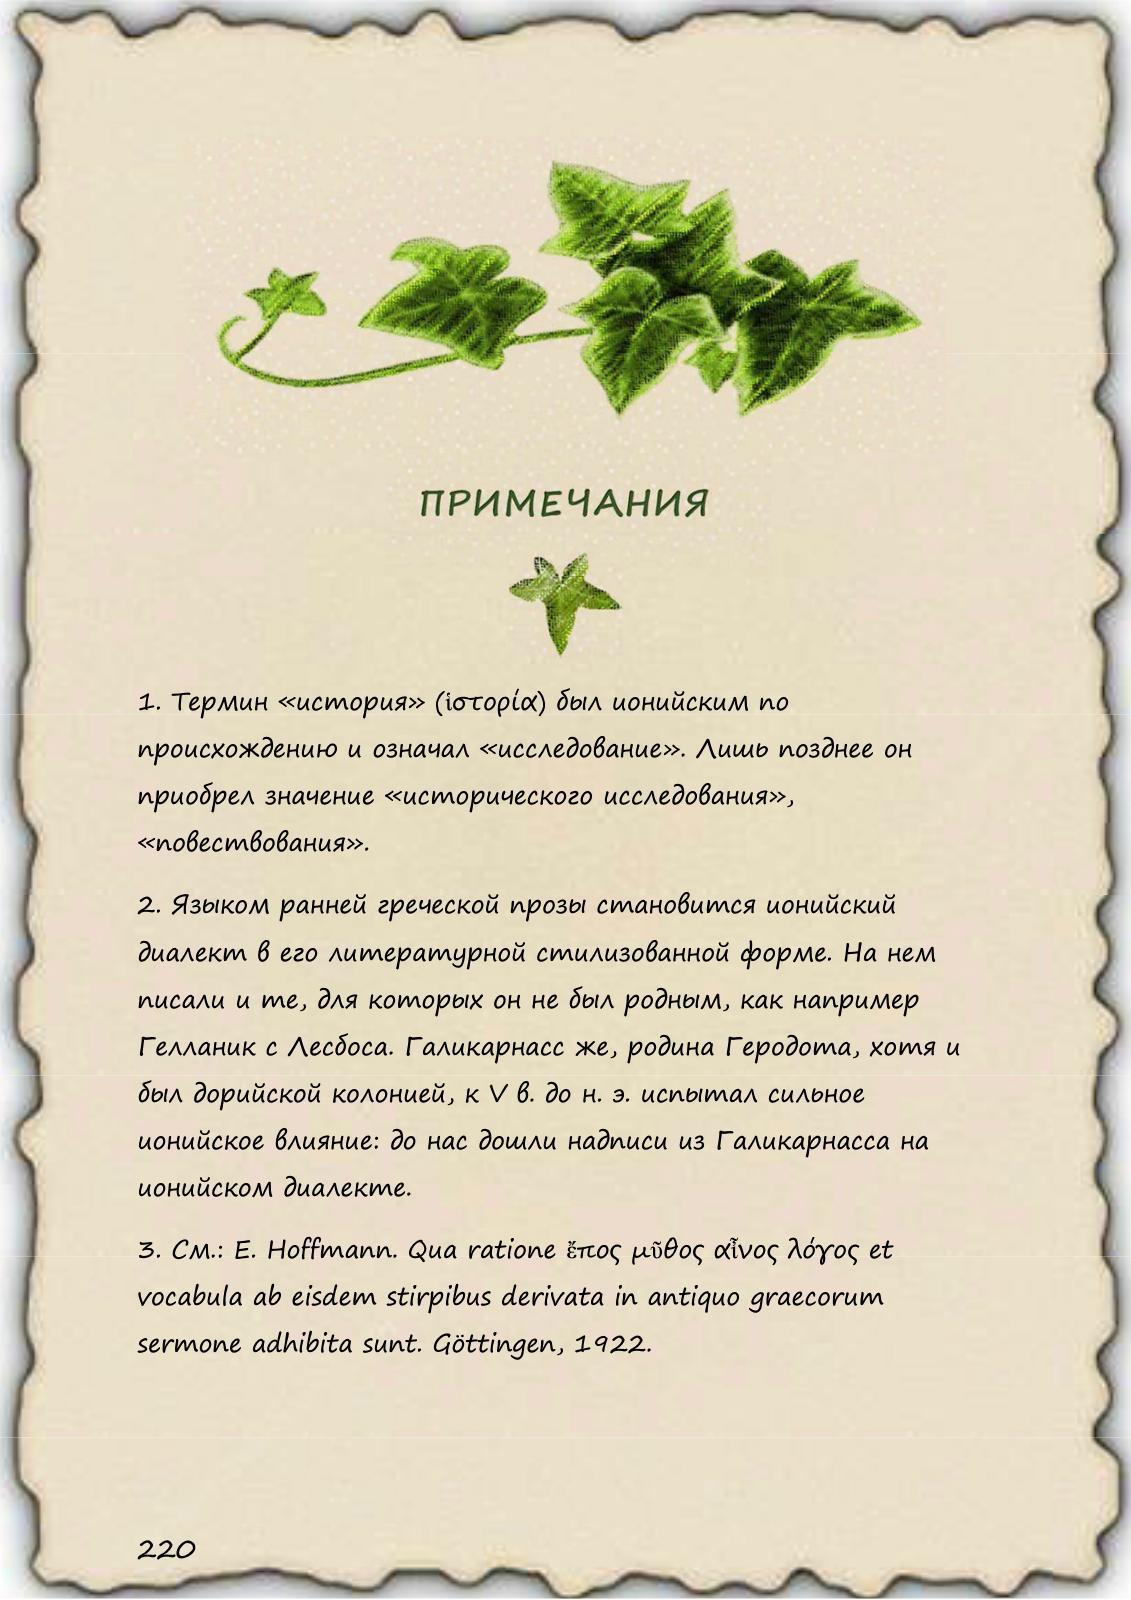 ПРИМЕЧАНИЯ
1. Термин «история» (ἱστορία) был ионийским по
происхождению и означал «исследование». Лишь позднее он
приобрел значение «исторического исследования»,
«повествования».
2. Языком ранней греческой прозы становится ионийский
диалект в его литературной стилизованной форме. На нем
писали и те, для которых он не был родным, как например
Гелланик с Лесбоса. Галикарнасс же, родина Геродота, хотя и
был дорийской колонией, к V в. до н. э. испытал сильное
ионийское влияние: до нас дошли надписи из Галикарнасса на
ионийском диалекте.
3. См.: E. Hoffmann. Qua ratione ἔπος μῦθος αἶνος λόγος et
vocabula ab eisdem stirpibus derivata in antiquo graecorum
sermone adhibita sunt. Göttingen, 1922.
220